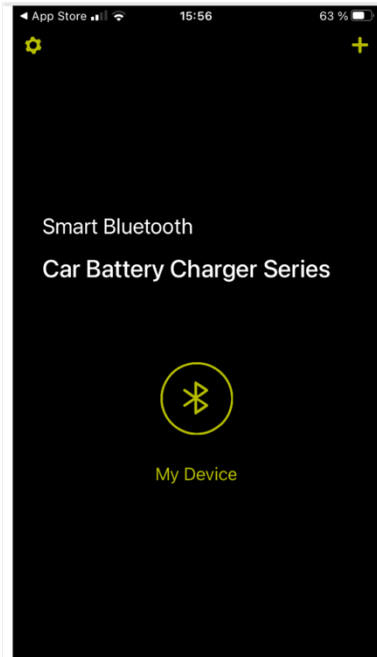 App Store
15:56
63 %
Smart Bluetooth
Car Battery Charger Series
My Device